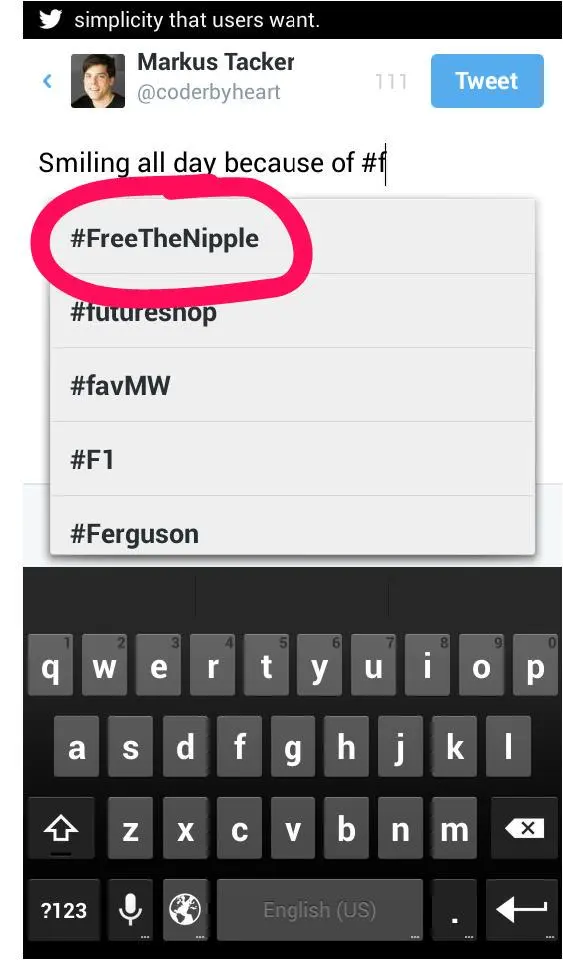 simplicity that users want.
Markus Tacker
@coderbyheart
111
Tweet
Smiling all day because of #f
#FreeTheNipple
#futureshop
#favMW
#F1
#Ferguson
1 2 3 4 5 6 7 8 9 0
q w e r t y u i o p
a s d f g h j k l
z x c v b n m
?123 ... ... English (US) ... . ... ...